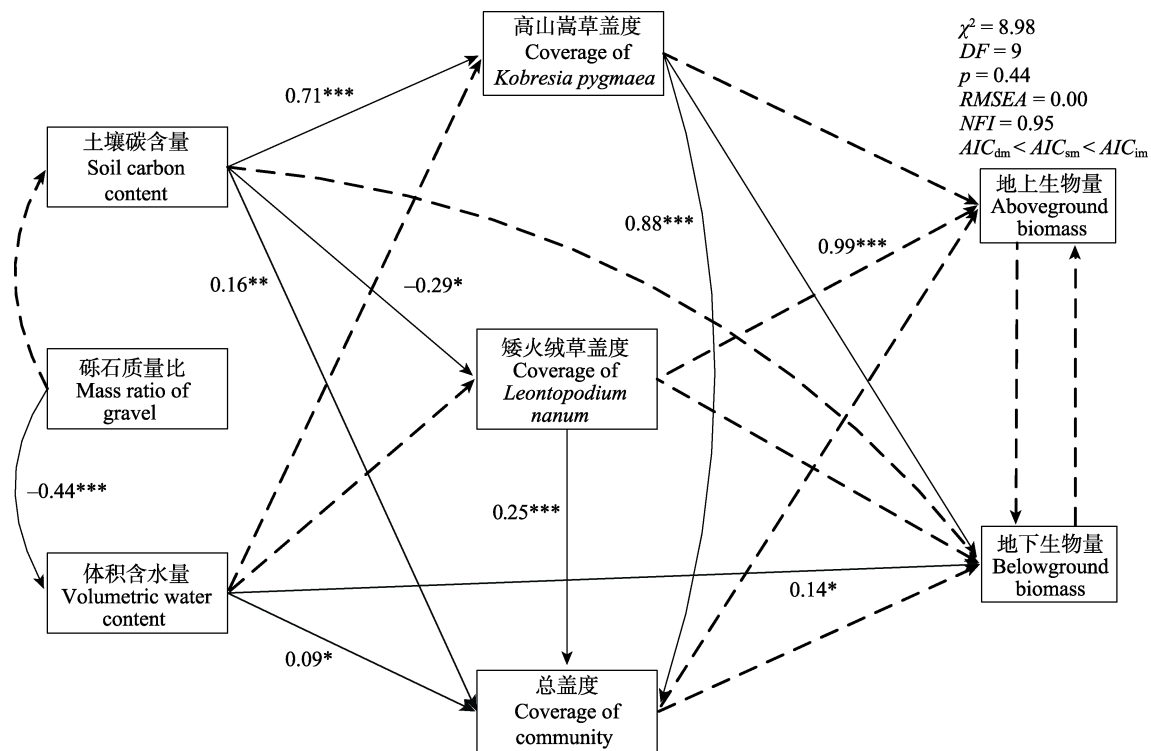 高山嵩草盖度
Coverage of
Kobresia pygmaea
χ² = 8.98
DF = 9
p = 0.44
RMSEA = 0.00
NFI = 0.95
AICdm < AICsm < AICim
0.71***
土壤碳含量
Soil carbon
content
地上生物量
Aboveground
biomass
0.88***
0.99***
0.16**
–0.29*
砾石质量比
Mass ratio of
gravel
矮火绒草盖度
Coverage of
Leontopodium
nanum
–0.44***
0.25***
体积含水量
Volumetric water
content
地下生物量
Belowground
biomass
0.14*
0.09*
总盖度
Coverage of
community